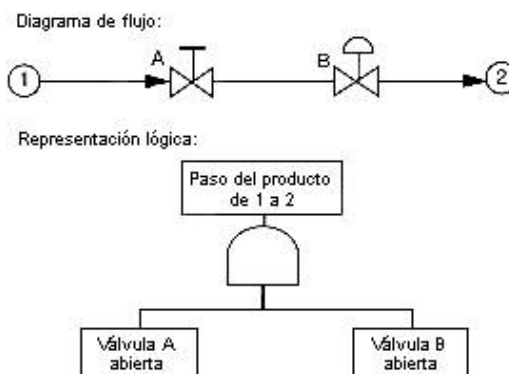 Diagrama de flujo:
A
B
1
2
Representación lógica:
Paso del producto
de 1 a 2
Válvula A
abierta
Válvula B
abierta